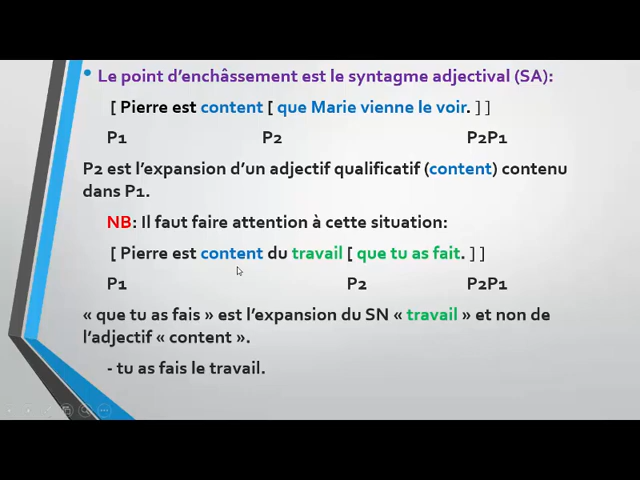 • Le point d'enchâssement est le syntagme adjectival (SA):
[ Pierre est content [ que Marie vienne le voir. ] ]
P1 P2 P2P1
P2 est l'expansion d'un adjectif qualificatif (content) contenu
dans P1.
NB: Il faut faire attention à cette situation:
[ Pierre est content du travail [ que tu as fait. ] ]
P1 P2 P2P1
« que tu as fais » est l'expansion du SN « travail » et non de
l'adjectif « content ».
- tu as fais le travail.